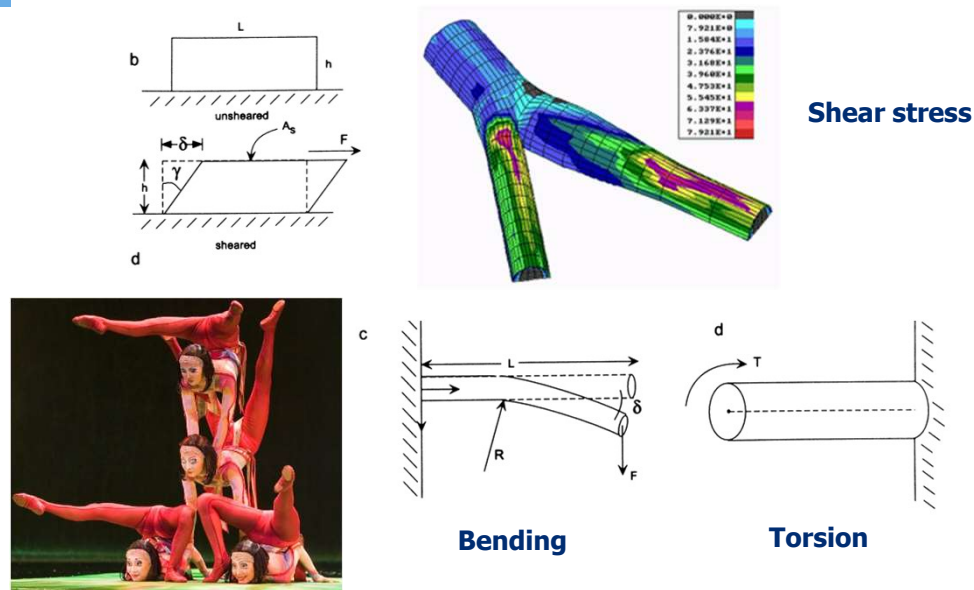 L
b
h
unsheared
δ
As
F
γ
h
sheared
d
0.000E+0
7.921E+0
1.584E+1
2.376E+1
3.168E+1
3.960E+1
4.753E+1
5.545E+1
6.337E+1
7.129E+1
7.921E+1
Shear stress
c
L
δ
R
F
Bending
d
T
Torsion